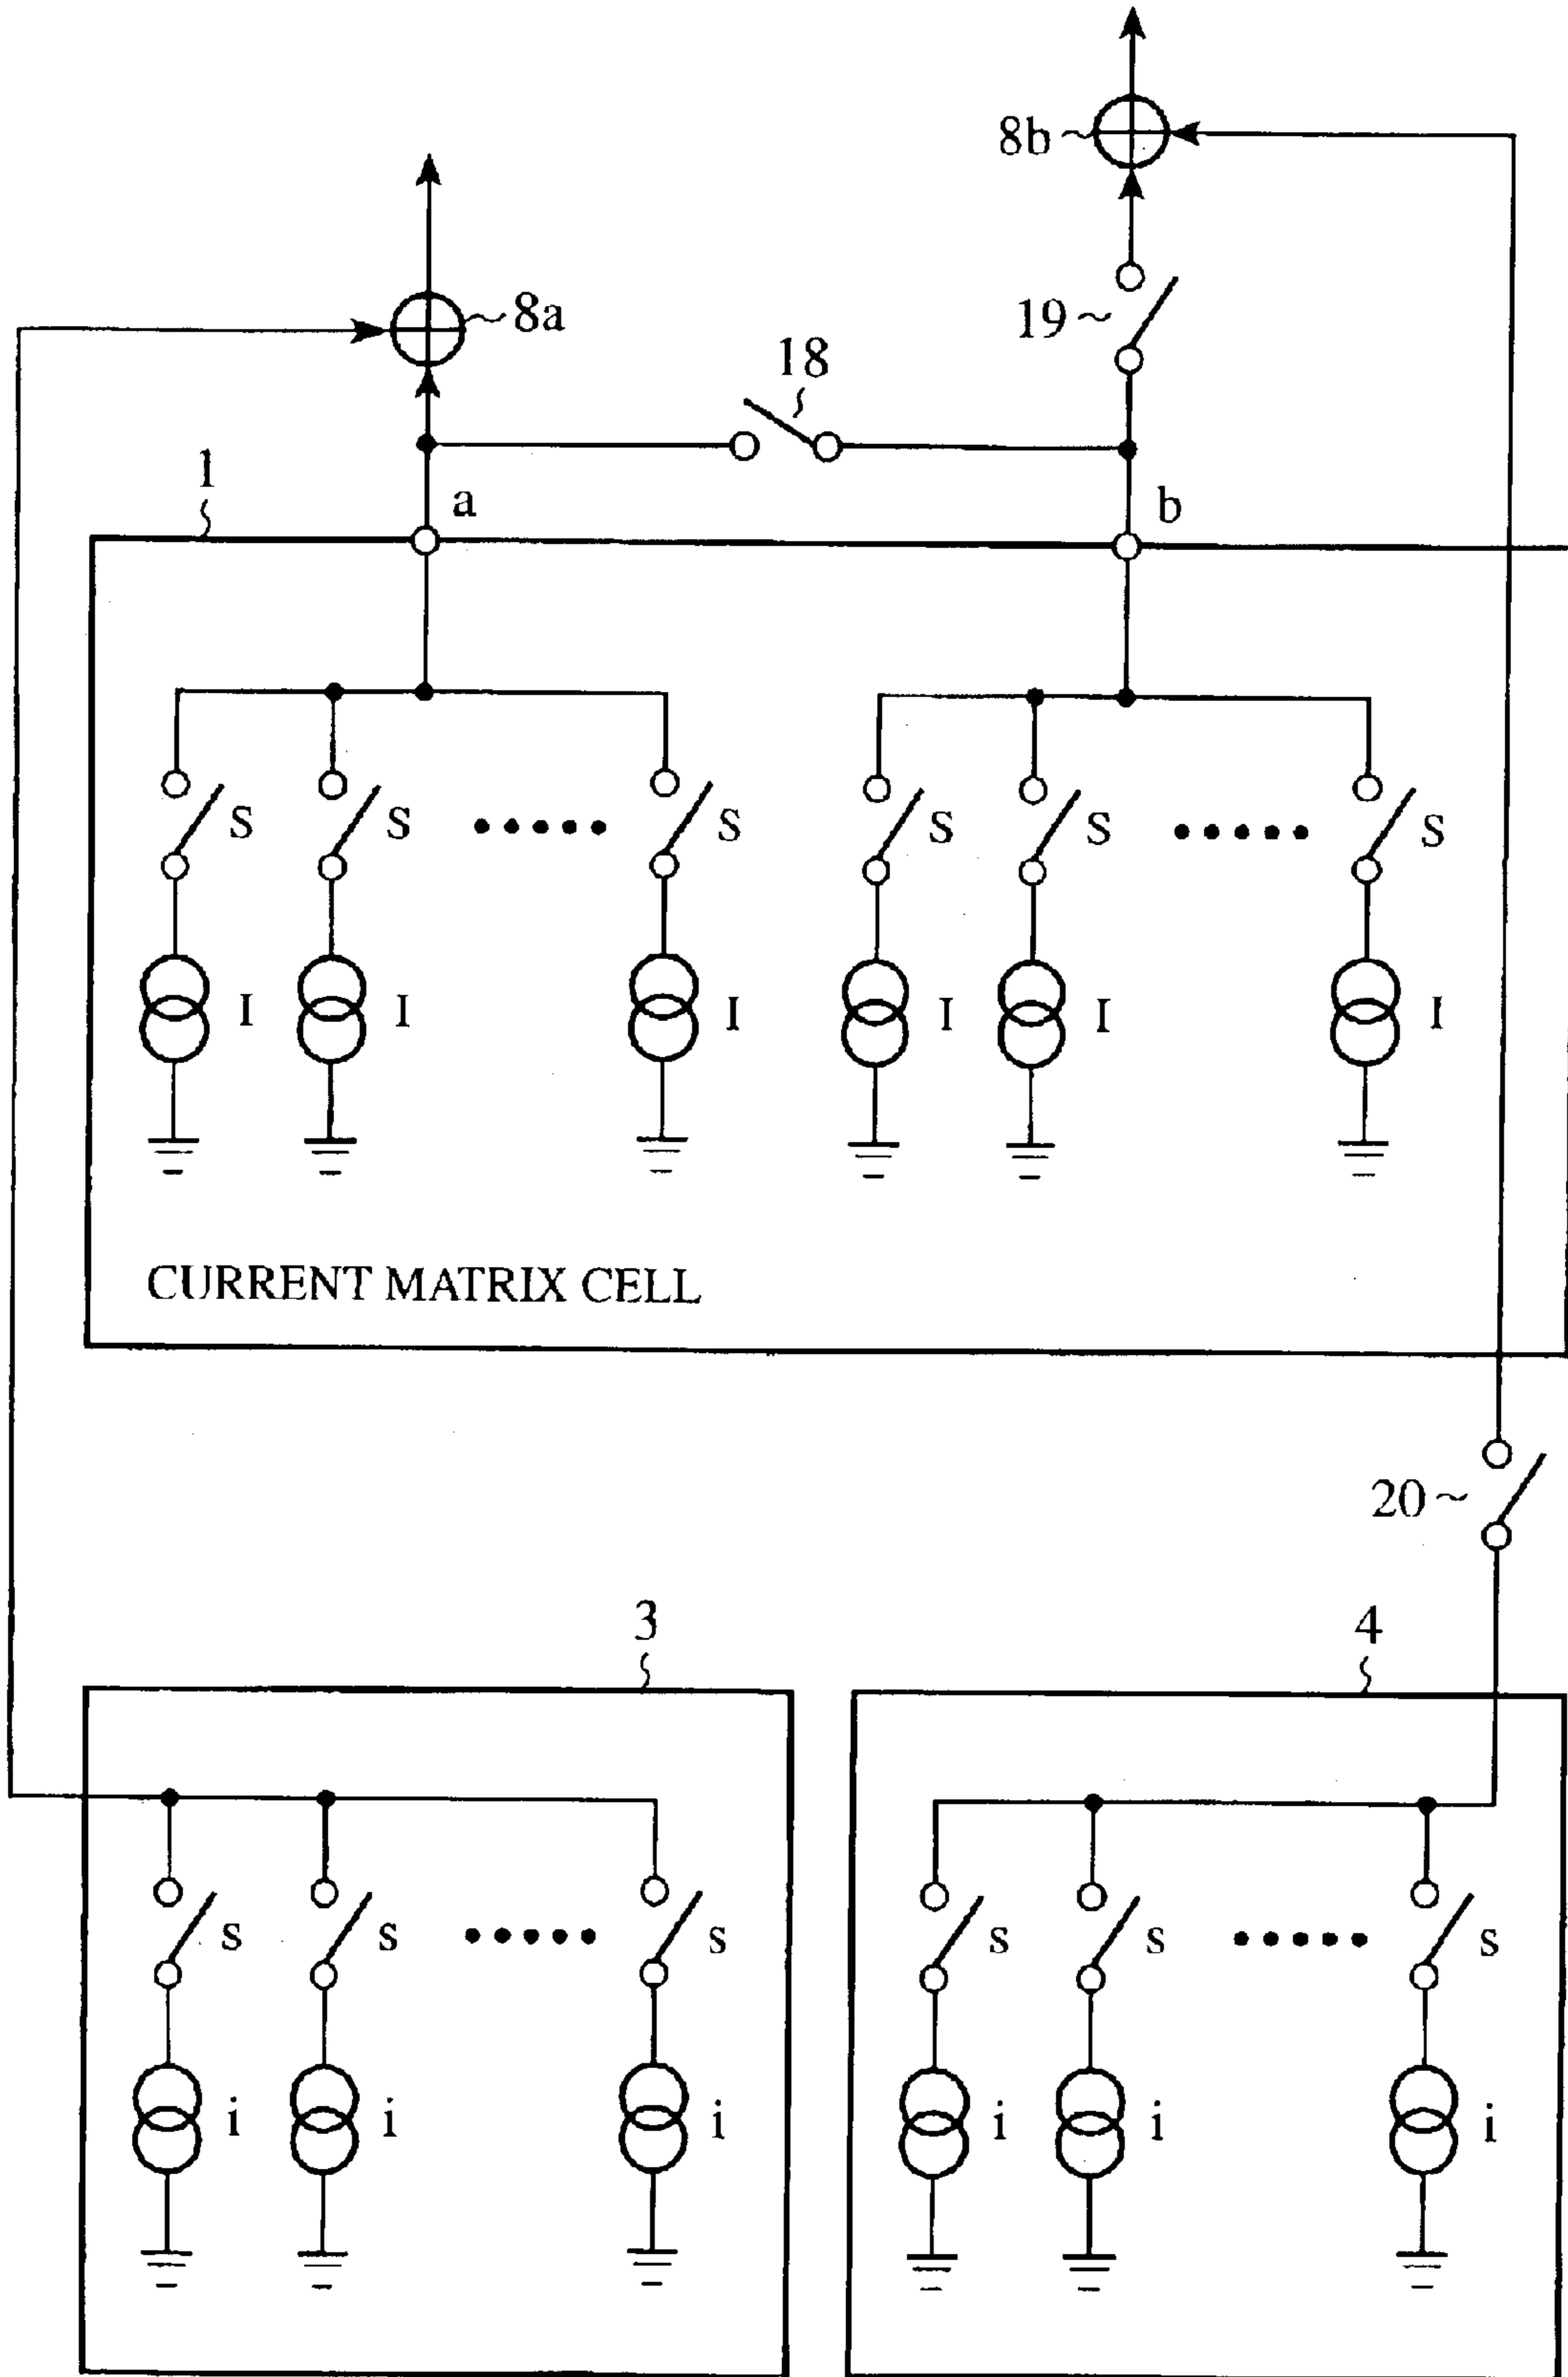 8b
8a
19
18
1
a
b
S S S S S S
I I I I I I
CURRENT MATRIX CELL
20
3
4
s s s s s s
i i i i i i